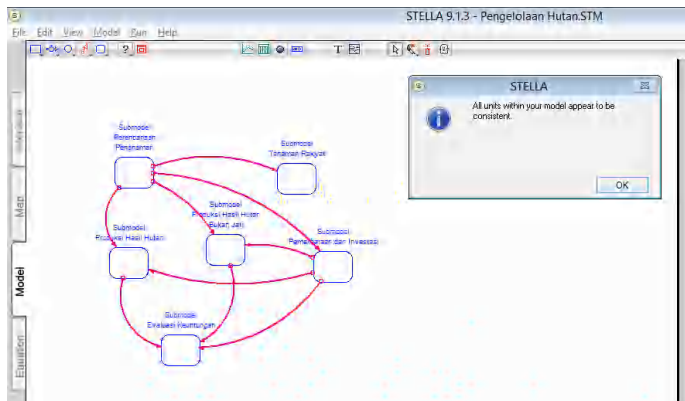 STELLA 9.1.3 - Pengelolaan Hutan.STM
File Edit View Model Run Help
STELLA
All units within your model appear to be
consistent.
OK
Map
Model
Equation
Submodel
Perencanaan
Penanaman
Submodel
Tanaman Rakyat
Submodel
Produksi Hasil Hutan
Bukan Jati
Submodel
Produksi Hasil Hutan
Submodel
Pemeliharaan dan Investasi
Submodel
Evaluasi Keuntungan